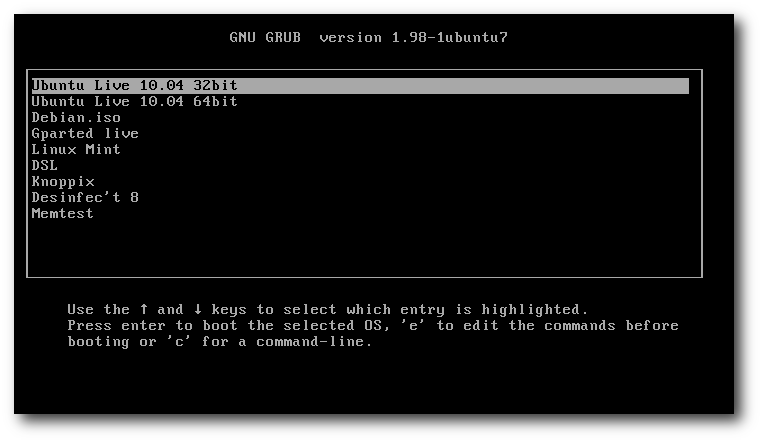 GNU GRUB  version 1.98-1ubuntu7
Ubuntu Live 10.04 32bit
Ubuntu Live 10.04 64bit
Debian.iso
Gparted live
Linux Mint
DSL
Knoppix
Desinfec't 8
Memtest
Use the ↑ and ↓ keys to select which entry is highlighted.
Press enter to boot the selected OS, 'e' to edit the commands before
booting or 'c' for a command-line.